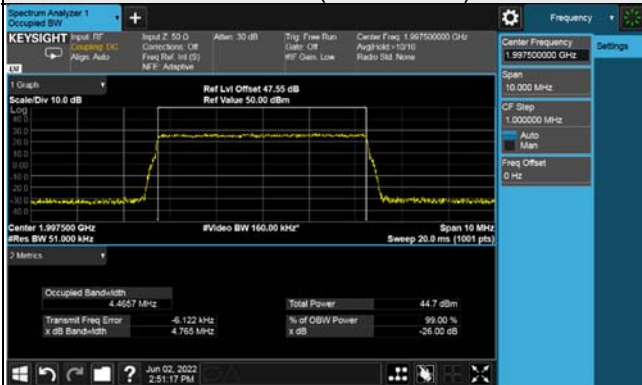 Spectrum Analyzer 1
Occupied BW
+
Frequency
KEYSIGHT Input: RF
Coupling: DC
Align: Auto
Input Z: 50 Ω
Corrections: Off
Freq Ref: Int (S)
NFE: Adaptive
Atten: 30 dB
Trig: Free Run
Gate: Off
#IF Gain: Low
Center Freq: 1.997500000 GHz
Avg|Hold:>10/10
Radio Std: None
LXI
1 Graph
Scale/Div 10.0 dB
Ref Lvl Offset 47.55 dB
Ref Value 50.00 dBm
Log
40.0
30.0
20.0
10.0
0.00
-10.0
-20.0
-30.0
-40.0
Center 1.997500 GHz
#Res BW 51.000 kHz
#Video BW 160.00 kHz*
Span 10 MHz
Sweep 20.0 ms (1001 pts)
2 Metrics
Occupied Bandwidth
4.4657 MHz
Total Power 44.7 dBm
Transmit Freq Error -6.122 kHz
% of OBW Power 99.00 %
x dB Bandwidth 4.765 MHz
x dB -26.00 dB
Center Frequency
1.997500000 GHz
Settings
Span
10.000 MHz
CF Step
1.000000 MHz
Auto
Man
Freq Offset
0 Hz
?
Jun 02, 2022
2:51:17 PM